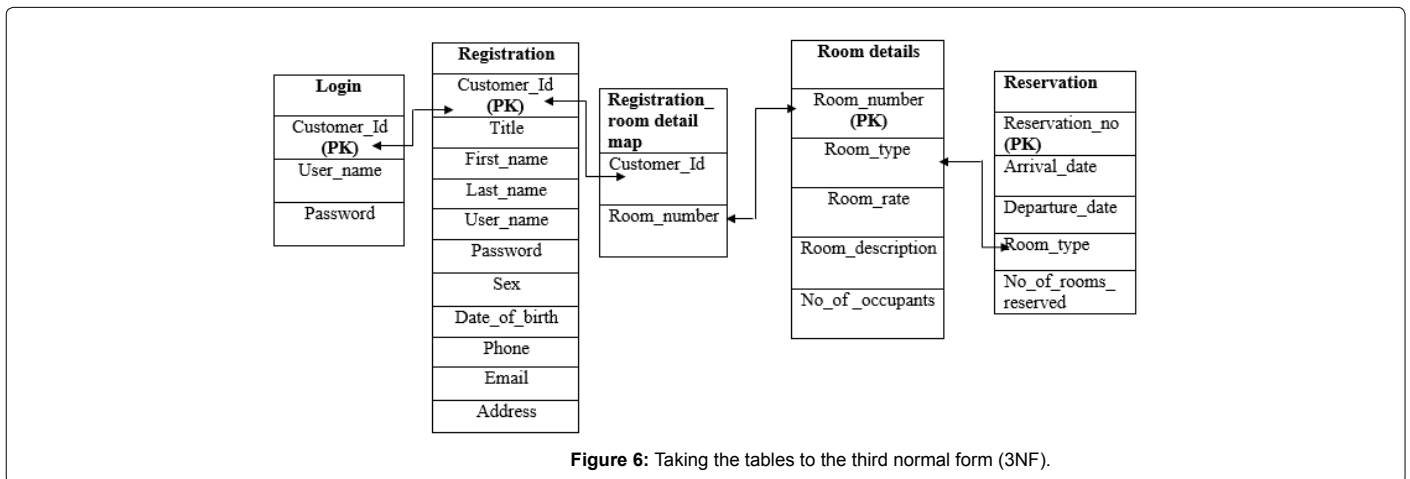 Login
Customer_Id
(PK)
User_name
Password
Registration
Customer_Id
(PK)
Title
First_name
Last_name
User_name
Password
Sex
Date_of_birth
Phone
Email
Address
Registration_
room detail
map
Customer_Id
Room_number
Room details
Room_number
(PK)
Room_type
Room_rate
Room_description
No_of _occupants
Reservation
Reservation_no
(PK)
Arrival_date
Departure_date
Room_type
No_of_rooms_
reserved
Figure 6: Taking the tables to the third normal form (3NF).